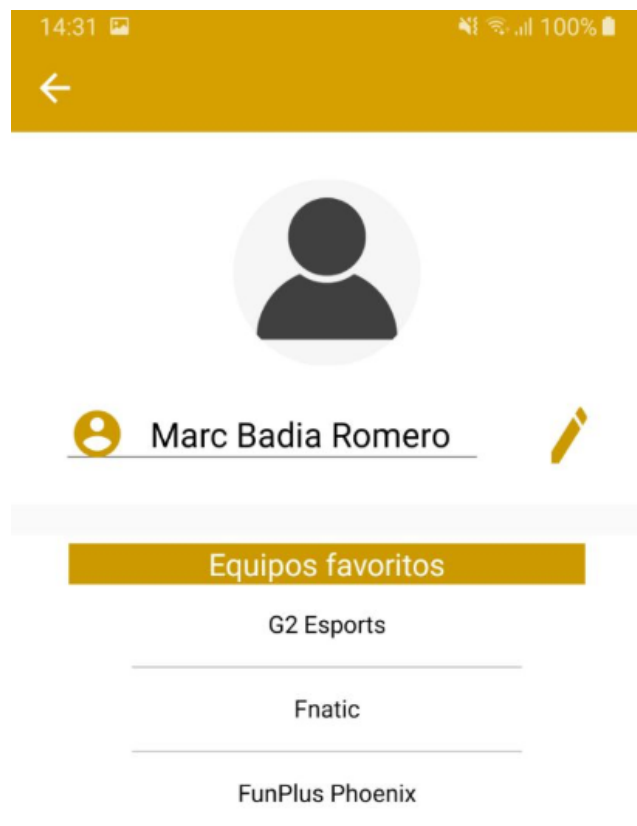 14:31 100%
Marc Badia Romero
Equipos favoritos
G2 Esports
Fnatic
FunPlus Phoenix